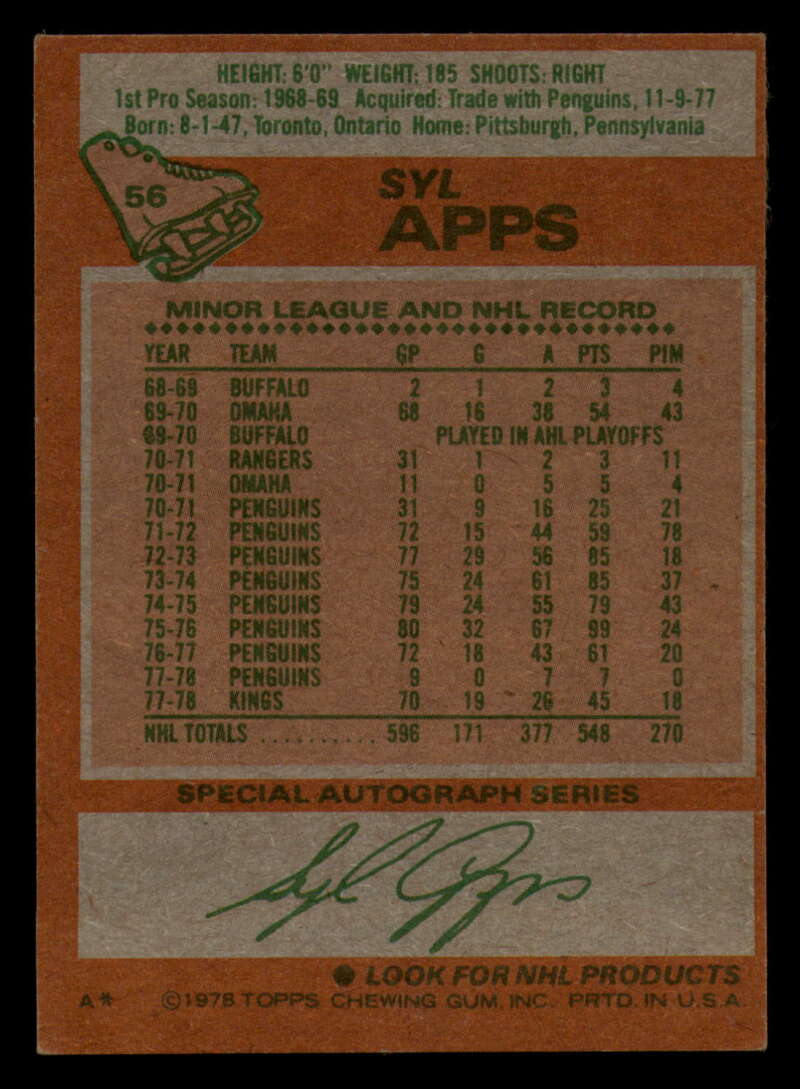 HEIGHT: 6'0" WEIGHT: 185 SHOOTS: RIGHT
1st Pro Season: 1968-69 Acquired: Trade with Penguins, 11-9-77
Born: 8-1-47, Toronto, Ontario Home: Pittsburgh, Pennsylvania
56
SYL
APPS
MINOR LEAGUE AND NHL RECORD
YEAR TEAM GP G A PTS PIM
68-69 BUFFALO 2 1 2 3 4
69-70 OMAHA 68 16 38 54 43
69-70 BUFFALO PLAYED IN AHL PLAYOFFS
70-71 RANGERS 31 1 2 3 11
70-71 OMAHA 11 0 5 5 4
70-71 PENGUINS 31 9 16 25 21
71-72 PENGUINS 72 15 44 59 78
72-73 PENGUINS 77 29 56 85 18
73-74 PENGUINS 75 24 61 85 37
74-75 PENGUINS 79 24 55 79 43
75-76 PENGUINS 80 32 67 99 24
76-77 PENGUINS 72 18 43 61 20
77-78 PENGUINS 9 0 7 7 0
77-78 KINGS 70 19 26 45 18
NHL TOTALS .......... 596 171 377 548 270
SPECIAL AUTOGRAPH SERIES
Syl Apps
● LOOK FOR NHL PRODUCTS
A* ©1978 TOPPS CHEWING GUM, INC. PRTD. IN U.S.A.